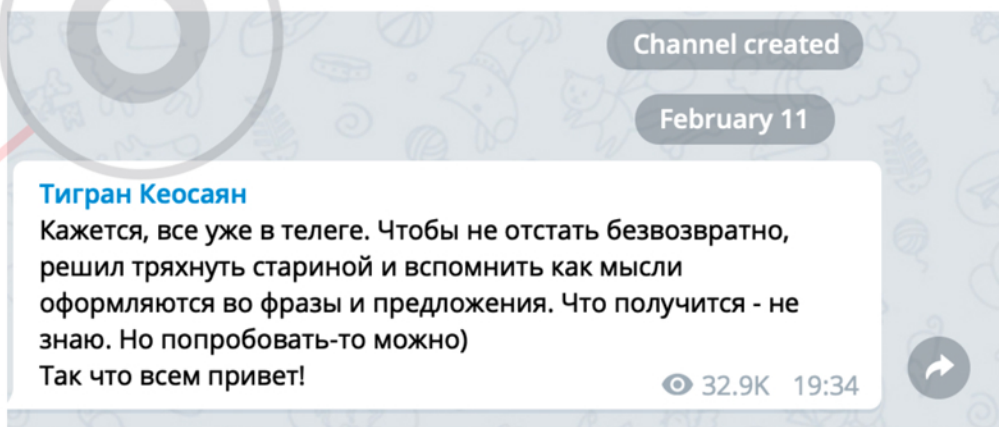 Channel created
February 11
Тигран Кеосаян
Кажется, все уже в телеге. Чтобы не отстать безвозвратно,
решил тряхнуть стариной и вспомнить как мысли
оформляются во фразы и предложения. Что получится - не
знаю. Но попробовать-то можно)
Так что всем привет!
32.9K 19:34